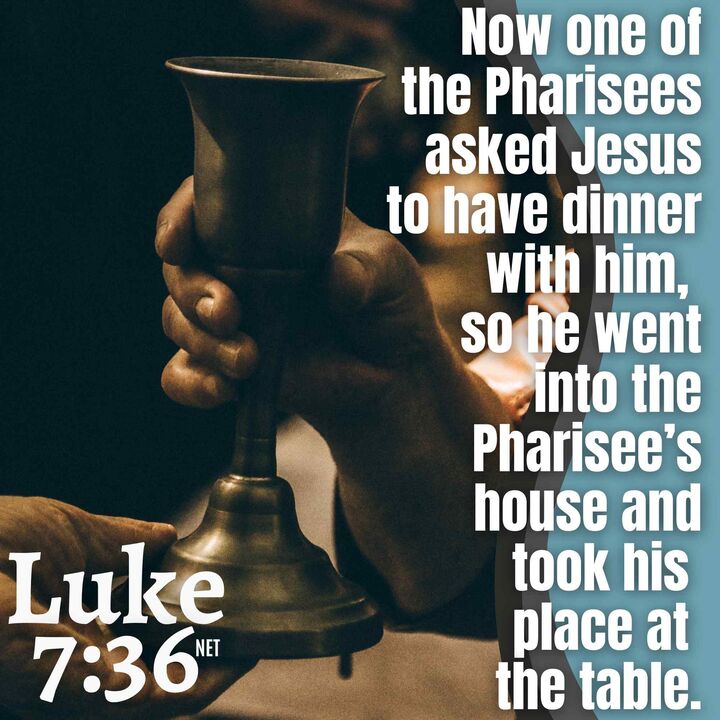 Now one of
the Pharisees
asked Jesus
to have dinner
with him,
so he went
into the
Pharisee’s
house and
took his
place at
the table.
Luke
7:36 NET